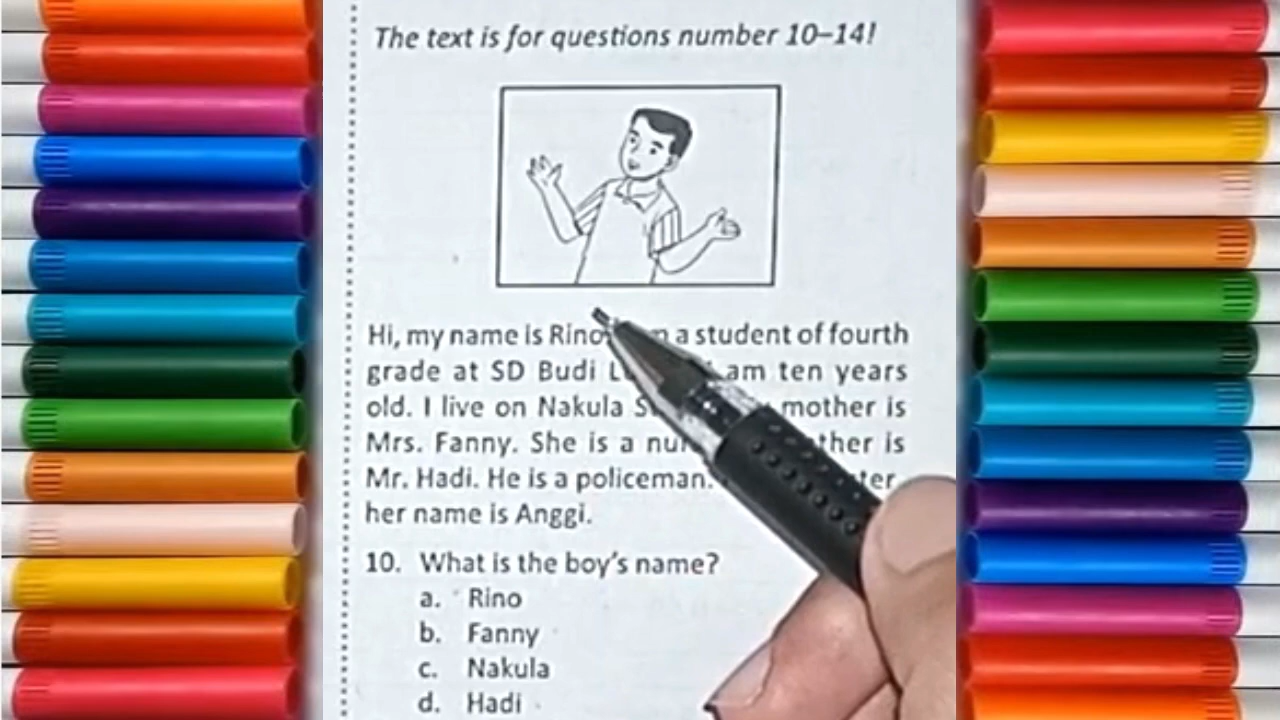 The text is for questions number 10–14!
Hi, my name is Rino a student of fourth
grade at SD Budi am ten years
old. I live on Nakula mother is
Mrs. Fanny. She is a is
Mr. Hadi. He is a policeman.
her name is Anggi.
10. What is the boy's name?
a. Rino
b. Fanny
c. Nakula
d. Hadi